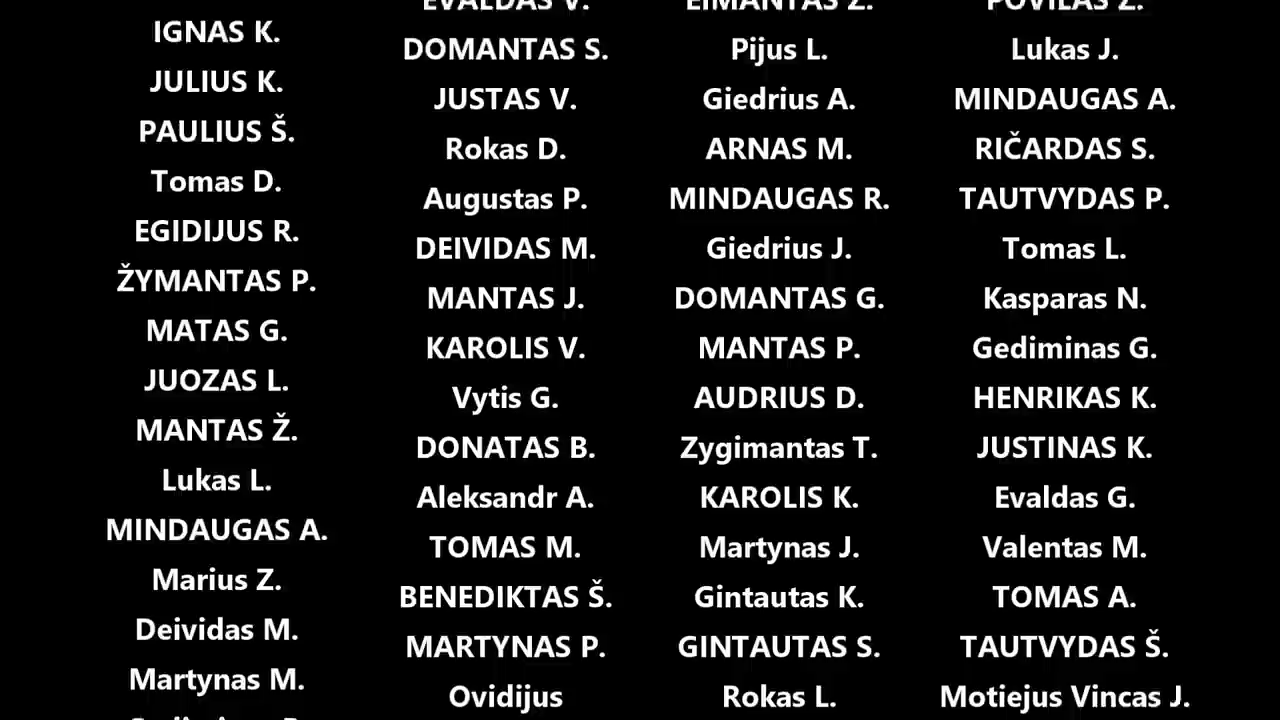 IGNAS K.
JULIUS K.
PAULIUS Š.
Tomas D.
EGIDIJUS R.
ŽYMANTAS P.
MATAS G.
JUOZAS L.
MANTAS Ž.
Lukas L.
MINDAUGAS A.
Marius Z.
Deividas M.
Martynas M.
EVALDAS V.
DOMANTAS S.
JUSTAS V.
Rokas D.
Augustas P.
DEIVIDAS M.
MANTAS J.
KAROLIS V.
Vytis G.
DONATAS B.
Aleksandr A.
TOMAS M.
BENEDIKTAS Š.
MARTYNAS P.
Ovidijus
EIMANTAS Z.
Pijus L.
Giedrius A.
ARNAS M.
MINDAUGAS R.
Giedrius J.
DOMANTAS G.
MANTAS P.
AUDRIUS D.
Zygimantas T.
KAROLIS K.
Martynas J.
Gintautas K.
GINTAUTAS S.
Rokas L.
POVILAS Z.
Lukas J.
MINDAUGAS A.
RIČARDAS S.
TAUTVYDAS P.
Tomas L.
Kasparas N.
Gediminas G.
HENRIKAS K.
JUSTINAS K.
Evaldas G.
Valentas M.
TOMAS A.
TAUTVYDAS Š.
Motiejus Vincas J.